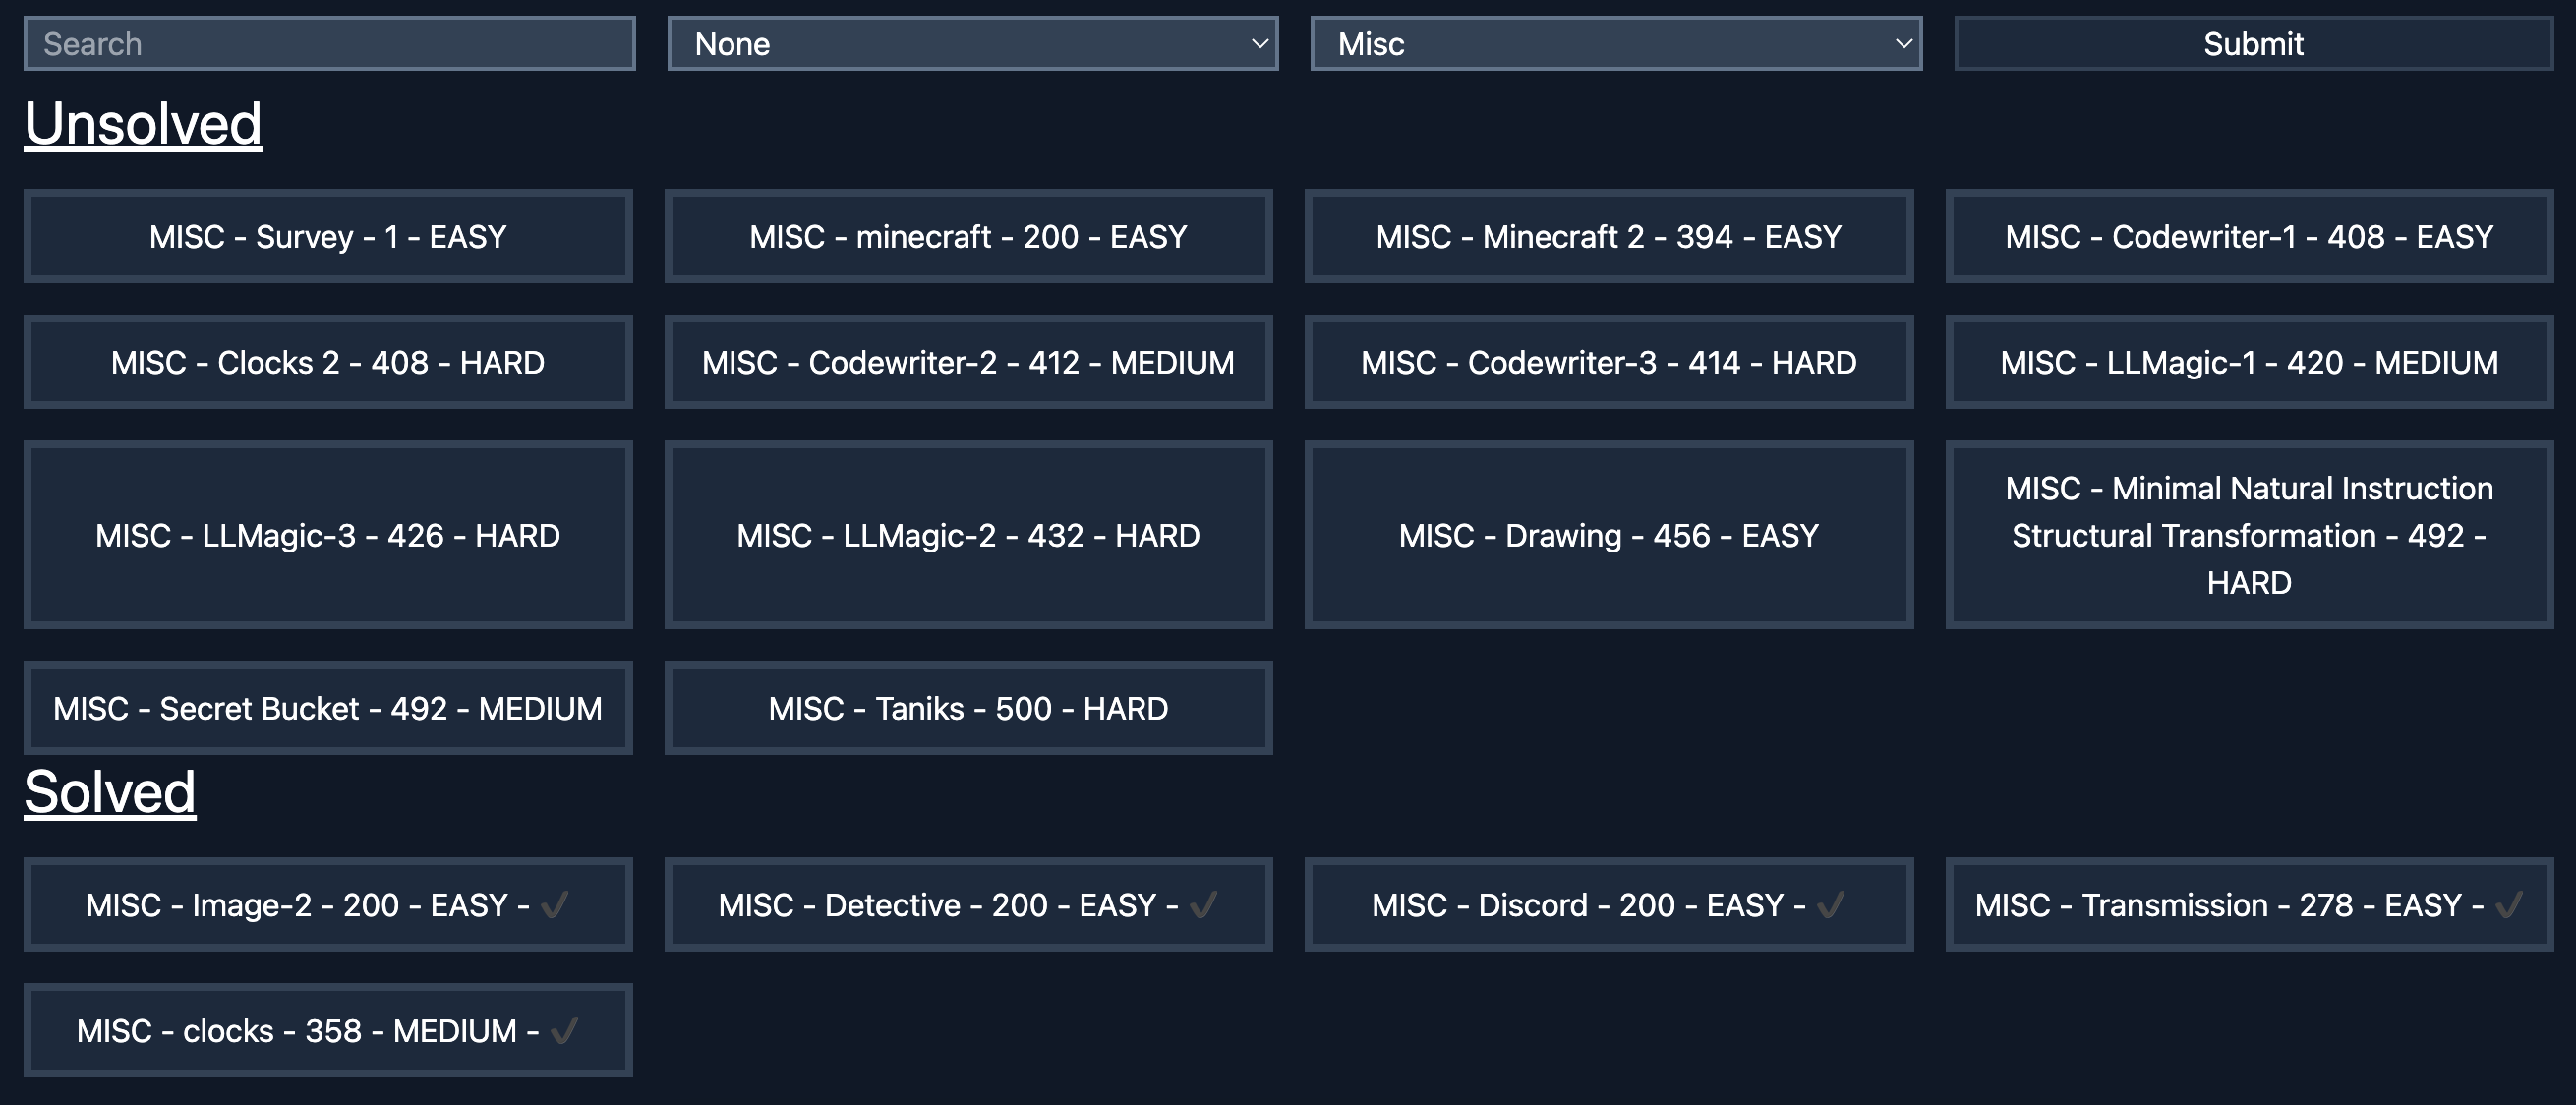 Search
None
Misc
Submit
Unsolved
MISC - Survey - 1 - EASY
MISC - minecraft - 200 - EASY
MISC - Minecraft 2 - 394 - EASY
MISC - Codewriter-1 - 408 - EASY
MISC - Clocks 2 - 408 - HARD
MISC - Codewriter-2 - 412 - MEDIUM
MISC - Codewriter-3 - 414 - HARD
MISC - LLMagic-1 - 420 - MEDIUM
MISC - LLMagic-3 - 426 - HARD
MISC - LLMagic-2 - 432 - HARD
MISC - Drawing - 456 - EASY
MISC - Minimal Natural Instruction
Structural Transformation - 492 -
HARD
MISC - Secret Bucket - 492 - MEDIUM
MISC - Taniks - 500 - HARD
Solved
MISC - Image-2 - 200 - EASY - ✔
MISC - Detective - 200 - EASY - ✔
MISC - Discord - 200 - EASY - ✔
MISC - Transmission - 278 - EASY - ✔
MISC - clocks - 358 - MEDIUM - ✔